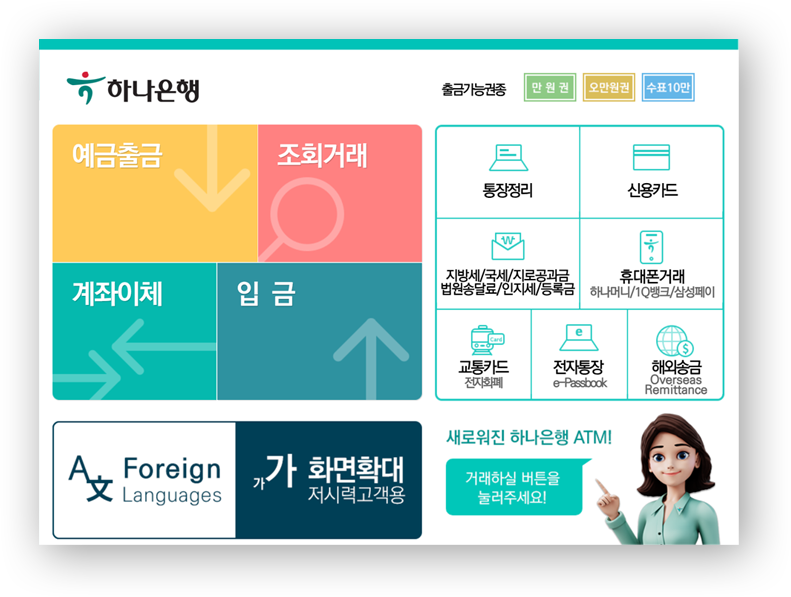 하나은행
출금가능권종
만 원 권
오만원권
수표10만
예금출금
조회거래
계좌이체
입 금
통장정리
신용카드
지방세/국세/지로공과금
법원송달료/인지세/등록금
휴대폰거래
하나머니/1Q뱅크/삼성페이
Card
교통카드
전자화폐
e
전자통장
e-Passbook
$
해외송금
Overseas
Remittance
A文
Foreign
Languages
가가
화면확대
저시력고객용
새로워진 하나은행 ATM!
거래하실 버튼을
눌러주세요!